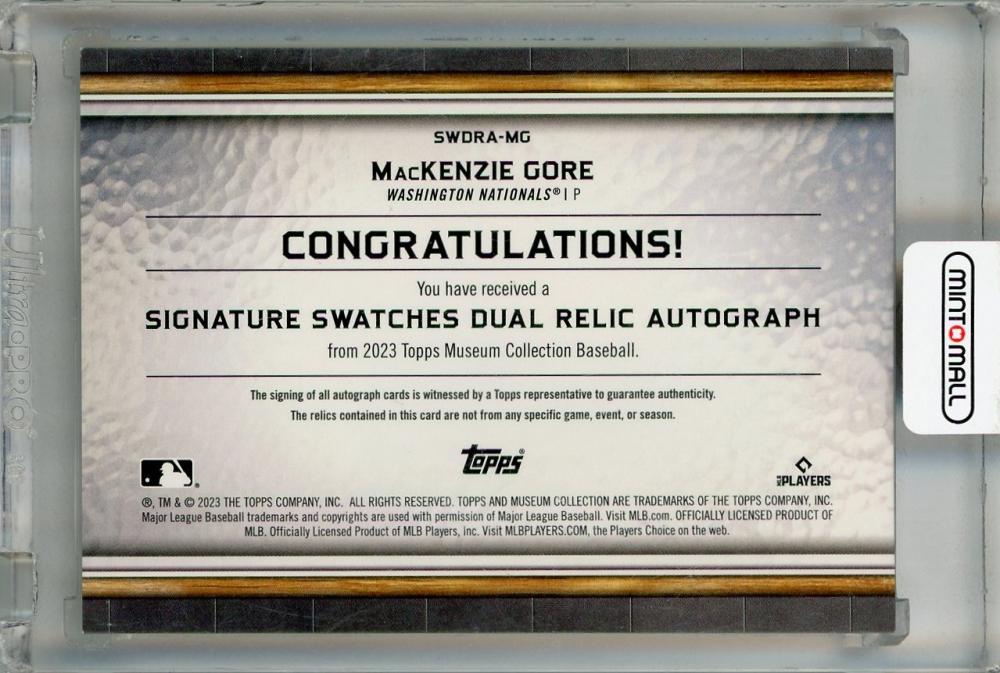 SWDRA-MG
MacKENZIE GORE
WASHINGTON NATIONALS® | P
CONGRATULATIONS!
You have received a
SIGNATURE SWATCHES DUAL RELIC AUTOGRAPH
from 2023 Topps Museum Collection Baseball.
The signing of all autograph cards is witnessed by a Topps representative to guarantee authenticity.
The relics contained in this card are not from any specific game, event, or season.
Topps®
MLB PLAYERS
®, TM & © 2023 THE TOPPS COMPANY, INC. ALL RIGHTS RESERVED. TOPPS AND MUSEUM COLLECTION ARE TRADEMARKS OF THE TOPPS COMPANY, INC.
Major League Baseball trademarks and copyrights are used with permission of Major League Baseball. Visit MLB.com. OFFICIALLY LICENSED PRODUCT OF
MLB. Officially Licensed Product of MLB Players, Inc. Visit MLBPLAYERS.COM, the Players Choice on the web.
MINTOMALL
UltraPRO